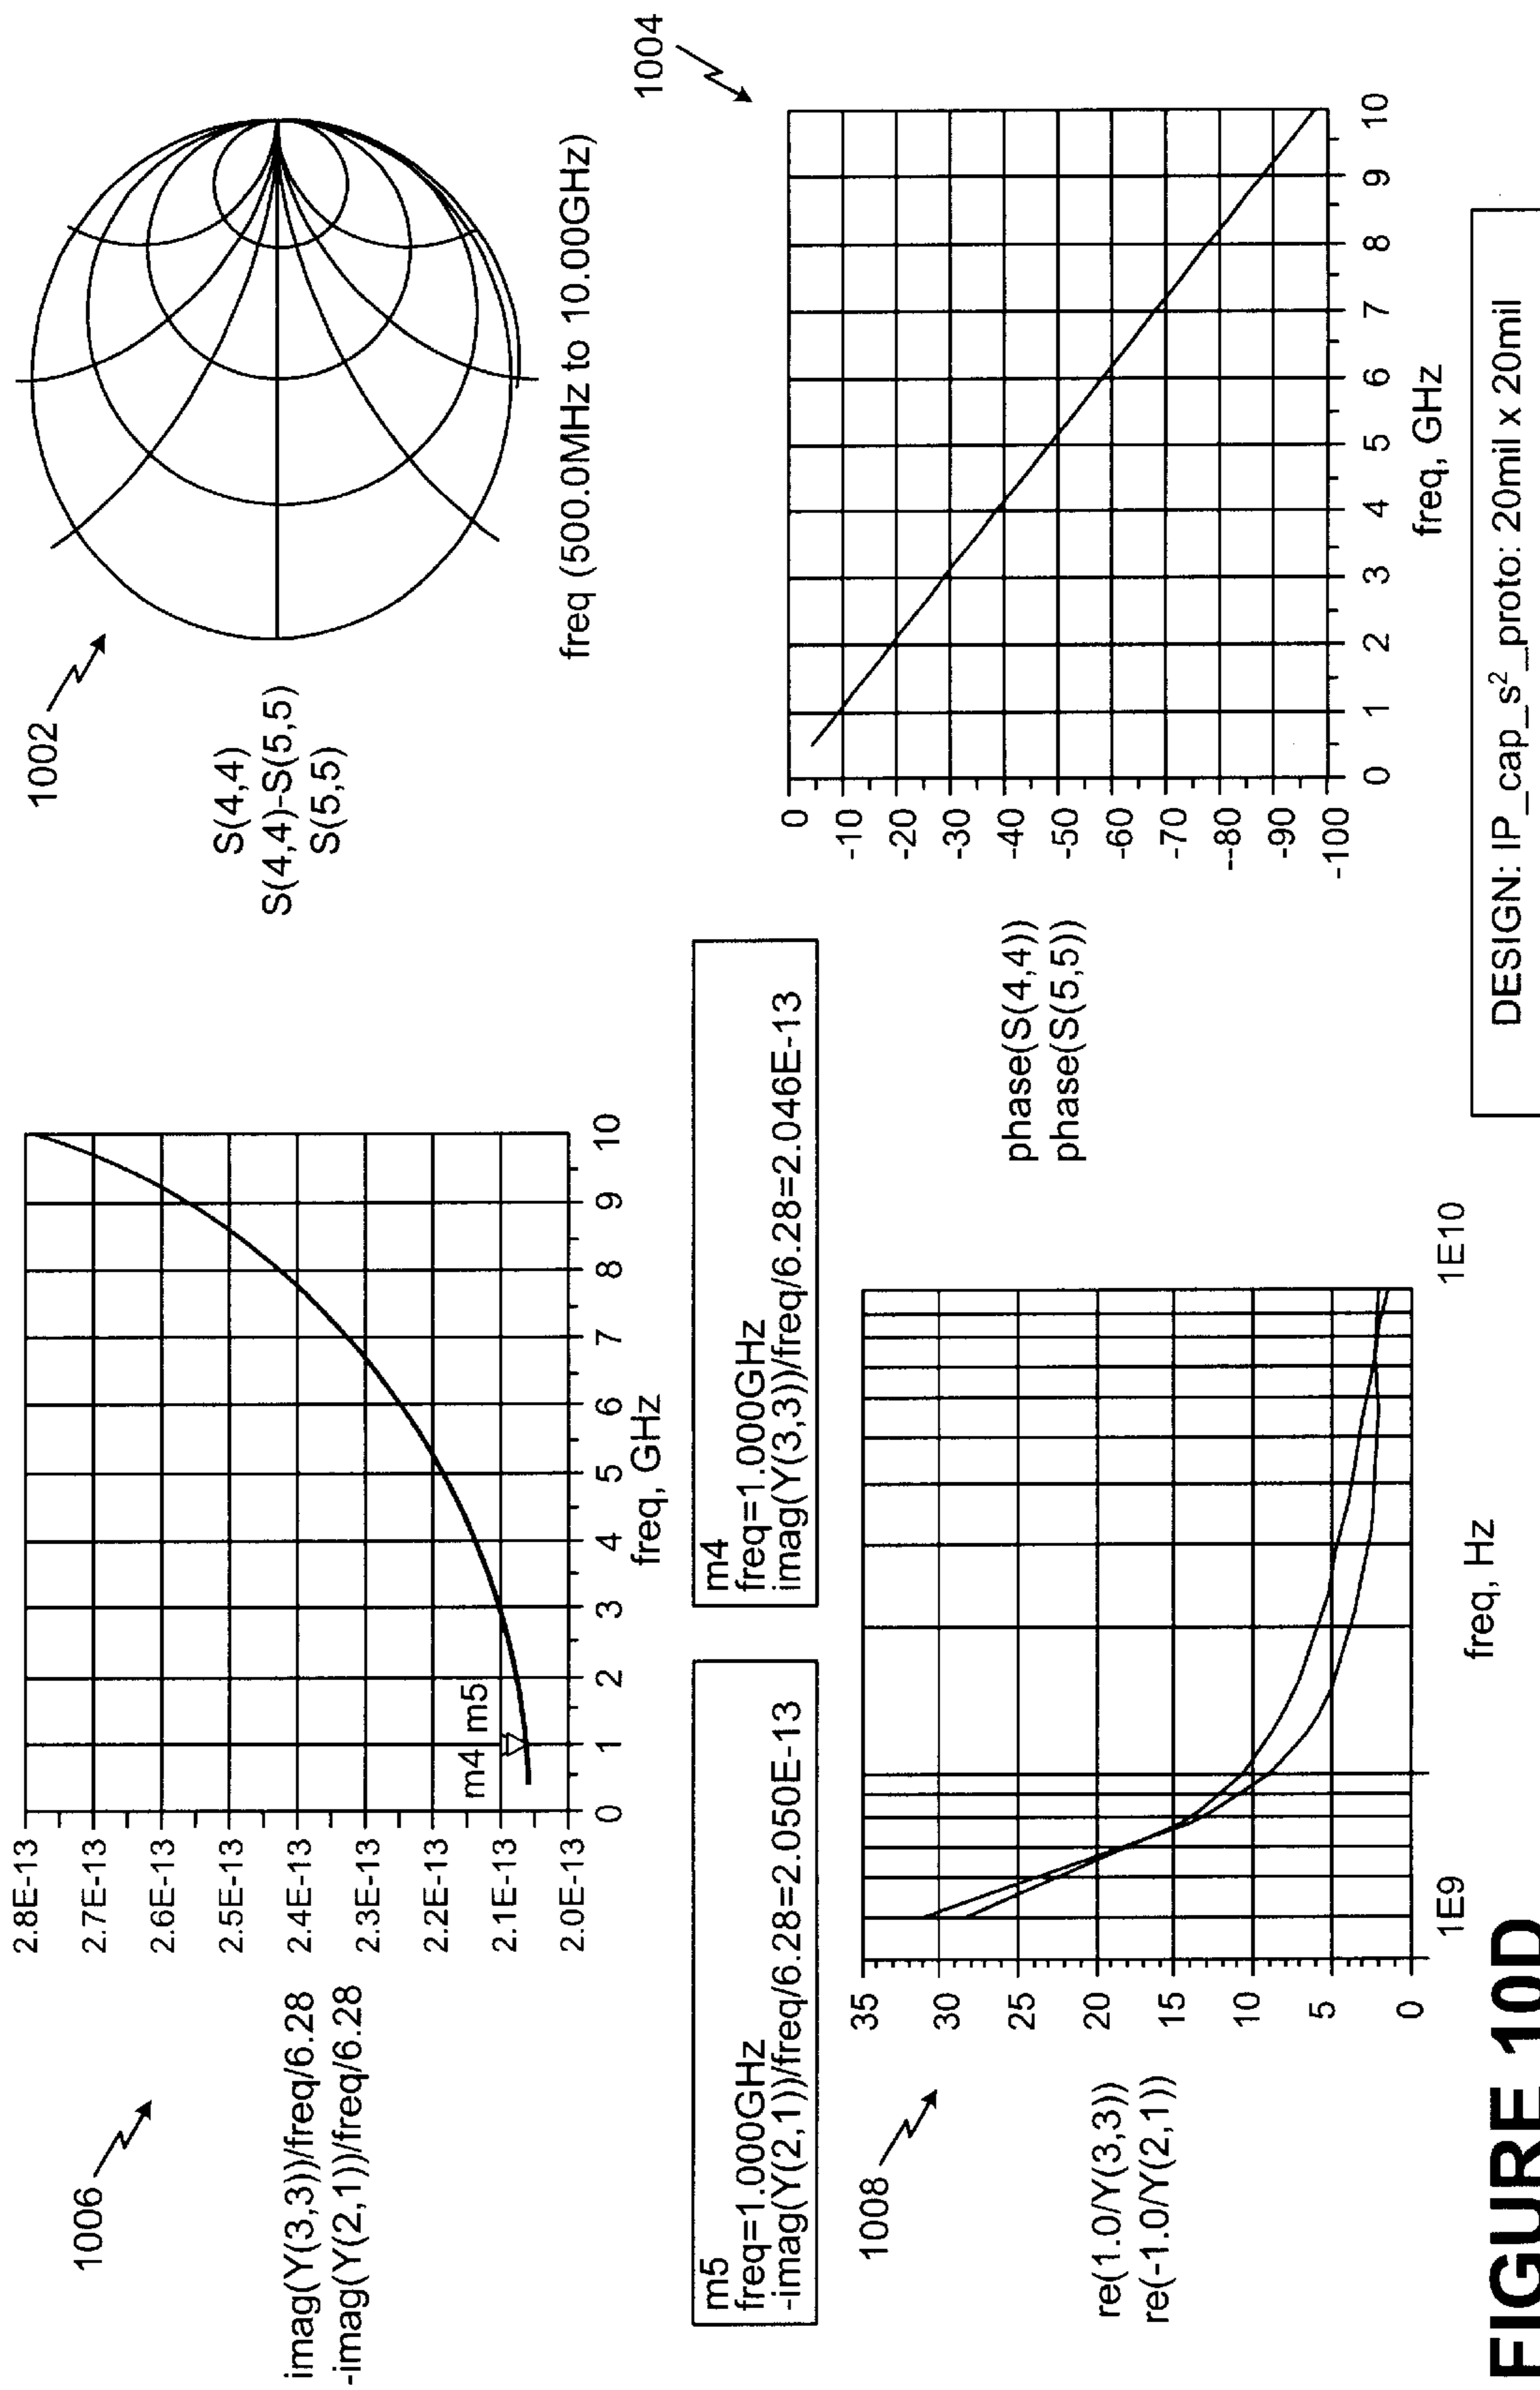 1006
imag(Y(3,3))/freq/6.28
-imag(Y(2,1))/freq/6.28
2.8E-13
2.7E-13
2.6E-13
2.5E-13
2.4E-13
2.3E-13
2.2E-13
2.1E-13
2.0E-13
m4 m5
0 1 2 3 4 5 6 7 8 9 10
freq, GHz
1002
S(4,4)
S(4,4)-S(5,5)
S(5,5)
freq (500.0MHz to 10.00GHz)
m5
freq=1.000GHz
-imag(Y(2,1))/freq/6.28=2.050E-13
m4
freq=1.000GHz
imag(Y(3,3))/freq/6.28=2.046E-13
1008
re(1.0/Y(3,3))
re(-1.0/Y(2,1))
35
30
25
20
15
10
5
0
1E9
1E10
freq, Hz
1004
phase(S(4,4))
phase(S(5,5))
0
-10
-20
-30
-40
-50
-60
-70
--80
-90
-100
0 1 2 3 4 5 6 7 8 9 10
freq, GHz
DESIGN: IP_cap_s²_proto: 20mil x 20mil
FIGURE 10D